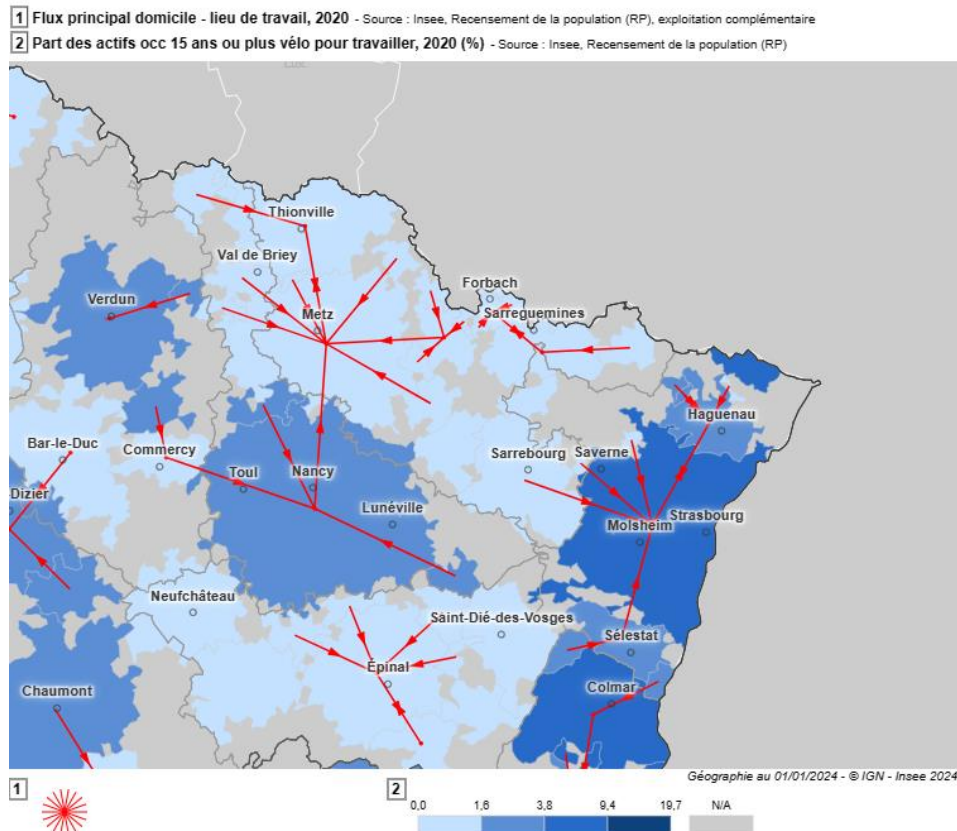 1 Flux principal domicile - lieu de travail, 2020 - Source : Insee, Recensement de la population (RP), exploitation complémentaire
2 Part des actifs occ 15 ans ou plus vélo pour travailler, 2020 (%) - Source : Insee, Recensement de la population (RP)
Thionville
Val de Briey
Forbach
Verdun
Metz
Sarreguemines
Haguenau
Bar-le-Duc
Commercy
Sarrebourg
Saverne
Toul
Nancy
-Dizier
Lunéville
Molsheim
Strasbourg
Neufchâteau
Saint-Dié-des-Vosges
Sélestat
Épinal
Chaumont
Colmar
Géographie au 01/01/2024 - © IGN - Insee 2024
1
2
0,0 1,6 3,8 9,4 19,7 N/A